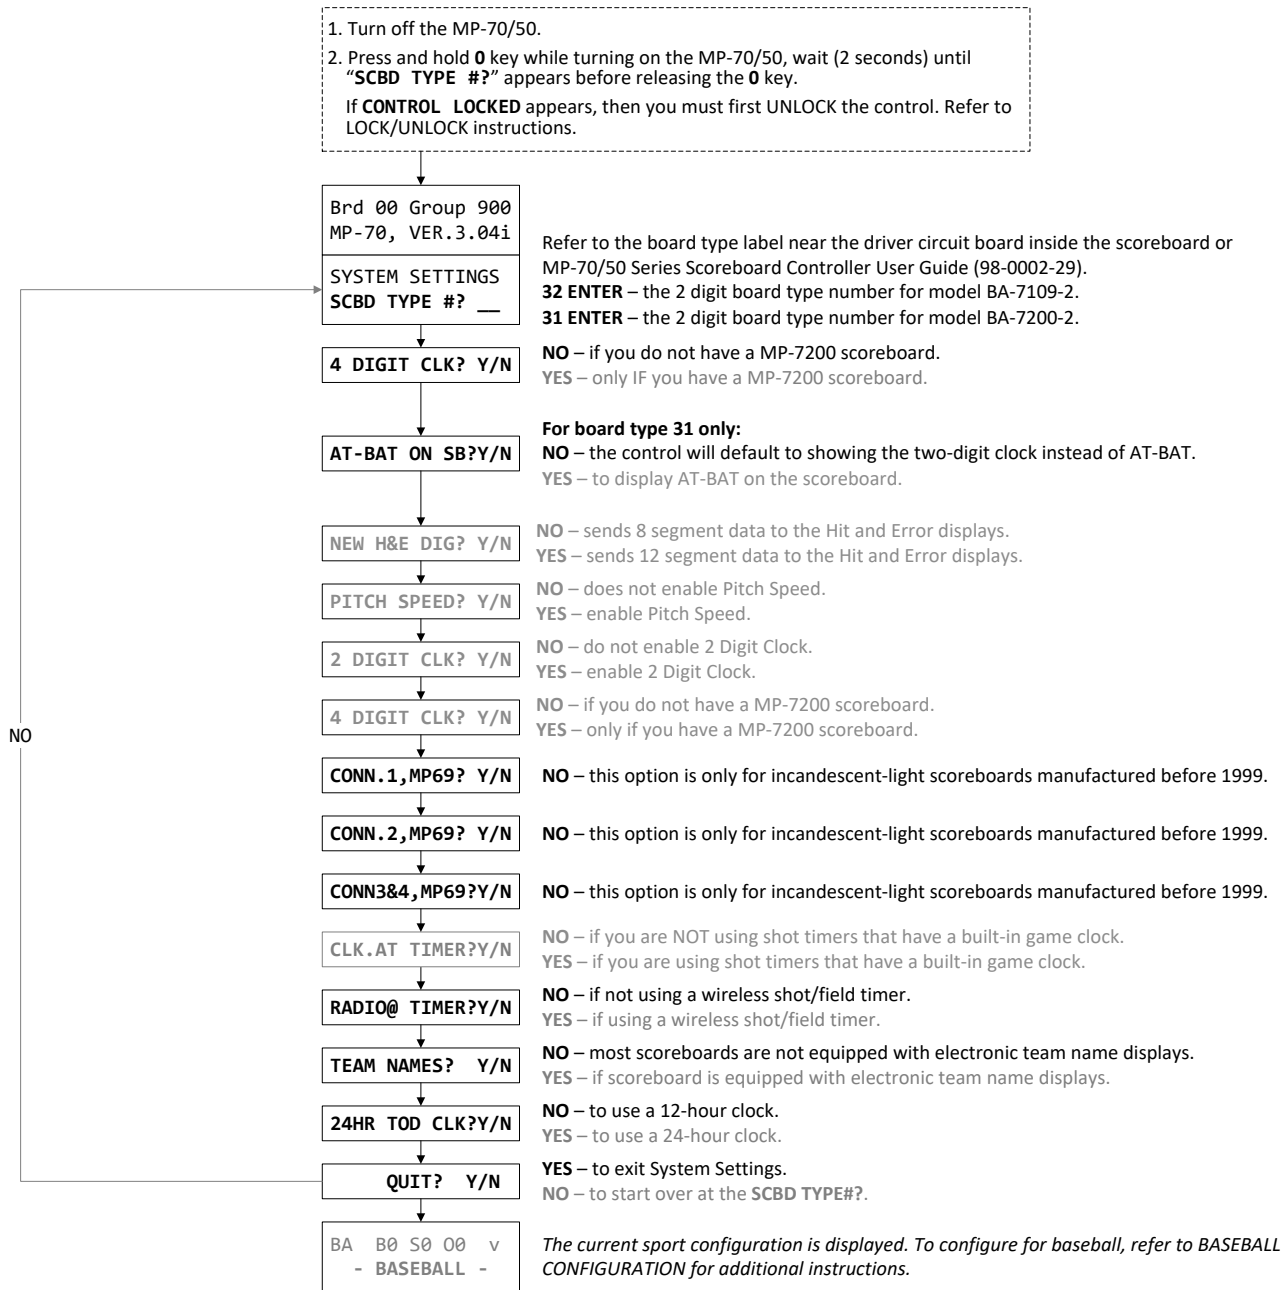 1. Turn off the MP-70/50.
2. Press and hold 0 key while turning on the MP-70/50, wait (2 seconds) until
“SCBD TYPE #?” appears before releasing the 0 key.
If CONTROL LOCKED appears, then you must first UNLOCK the control. Refer to
LOCK/UNLOCK instructions.
Brd 00 Group 900
MP-70, VER.3.04i
SYSTEM SETTINGS
SCBD TYPE #? __
Refer to the board type label near the driver circuit board inside the scoreboard or
MP-70/50 Series Scoreboard Controller User Guide (98-0002-29).
32 ENTER – the 2 digit board type number for model BA-7109-2.
31 ENTER – the 2 digit board type number for model BA-7200-2.
4 DIGIT CLK? Y/N
NO – if you do not have a MP-7200 scoreboard.
YES – only IF you have a MP-7200 scoreboard.
AT-BAT ON SB?Y/N
For board type 31 only:
NO – the control will default to showing the two-digit clock instead of AT-BAT.
YES – to display AT-BAT on the scoreboard.
NEW H&E DIG? Y/N
NO – sends 8 segment data to the Hit and Error displays.
YES – sends 12 segment data to the Hit and Error displays.
PITCH SPEED? Y/N
NO – does not enable Pitch Speed.
YES – enable Pitch Speed.
2 DIGIT CLK? Y/N
NO – do not enable 2 Digit Clock.
YES – enable 2 Digit Clock.
4 DIGIT CLK? Y/N
NO – if you do not have a MP-7200 scoreboard.
YES – only if you have a MP-7200 scoreboard.
NO
CONN.1,MP69? Y/N
NO – this option is only for incandescent-light scoreboards manufactured before 1999.
CONN.2,MP69? Y/N
NO – this option is only for incandescent-light scoreboards manufactured before 1999.
CONN3&4,MP69?Y/N
NO – this option is only for incandescent-light scoreboards manufactured before 1999.
CLK.AT TIMER?Y/N
NO – if you are NOT using shot timers that have a built-in game clock.
YES – if you are using shot timers that have a built-in game clock.
RADIO@ TIMER?Y/N
NO – if not using a wireless shot/field timer.
YES – if using a wireless shot/field timer.
TEAM NAMES? Y/N
NO – most scoreboards are not equipped with electronic team name displays.
YES – if scoreboard is equipped with electronic team name displays.
24HR TOD CLK?Y/N
NO – to use a 12-hour clock.
YES – to use a 24-hour clock.
QUIT? Y/N
YES – to exit System Settings.
NO – to start over at the SCBD TYPE#?.
BA B0 S0 O0 v
- BASEBALL -
The current sport configuration is displayed. To configure for baseball, refer to BASEBALL
CONFIGURATION for additional instructions.